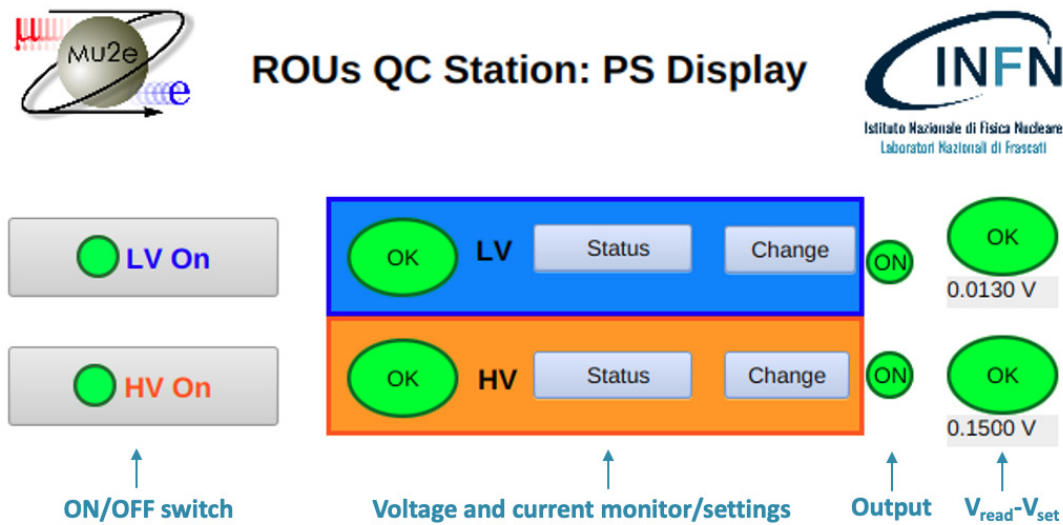 μ
MU2e
e
ROUs QC Station: PS Display
INFN
Istituto Nazionale di Fisica Nucleare
Laboratori Nazionali di Frascati
LV On
OK
LV
Status
Change
ON
OK
0.0130 V
HV On
OK
HV
Status
Change
ON
OK
0.1500 V
ON/OFF switch
Voltage and current monitor/settings
Output
Vread-Vset